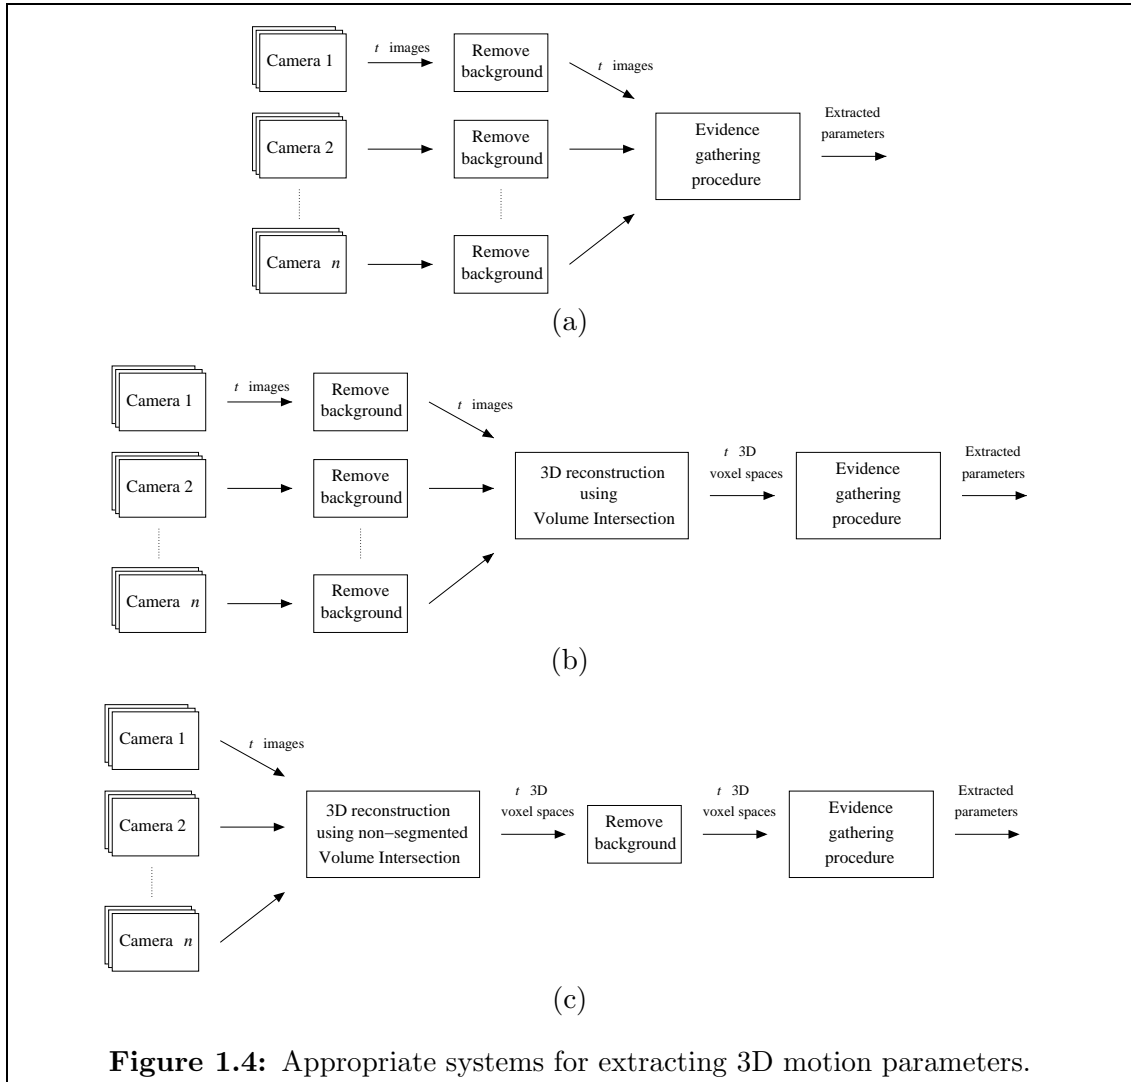 Camera 1
t images
Remove
background
t images
Camera 2
Remove
background
Evidence
gathering
procedure
Extracted
parameters
Camera n
Remove
background
(a)
Camera 1
t images
Remove
background
t images
Camera 2
Remove
background
3D reconstruction
using
Volume Intersection
t 3D
voxel spaces
Evidence
gathering
procedure
Extracted
parameters
Camera n
Remove
background
(b)
Camera 1
t images
Camera 2
3D reconstruction
using non−segmented
Volume Intersection
t 3D
voxel spaces
Remove
background
t 3D
voxel spaces
Evidence
gathering
procedure
Extracted
parameters
Camera n
(c)
Figure 1.4: Appropriate systems for extracting 3D motion parameters.